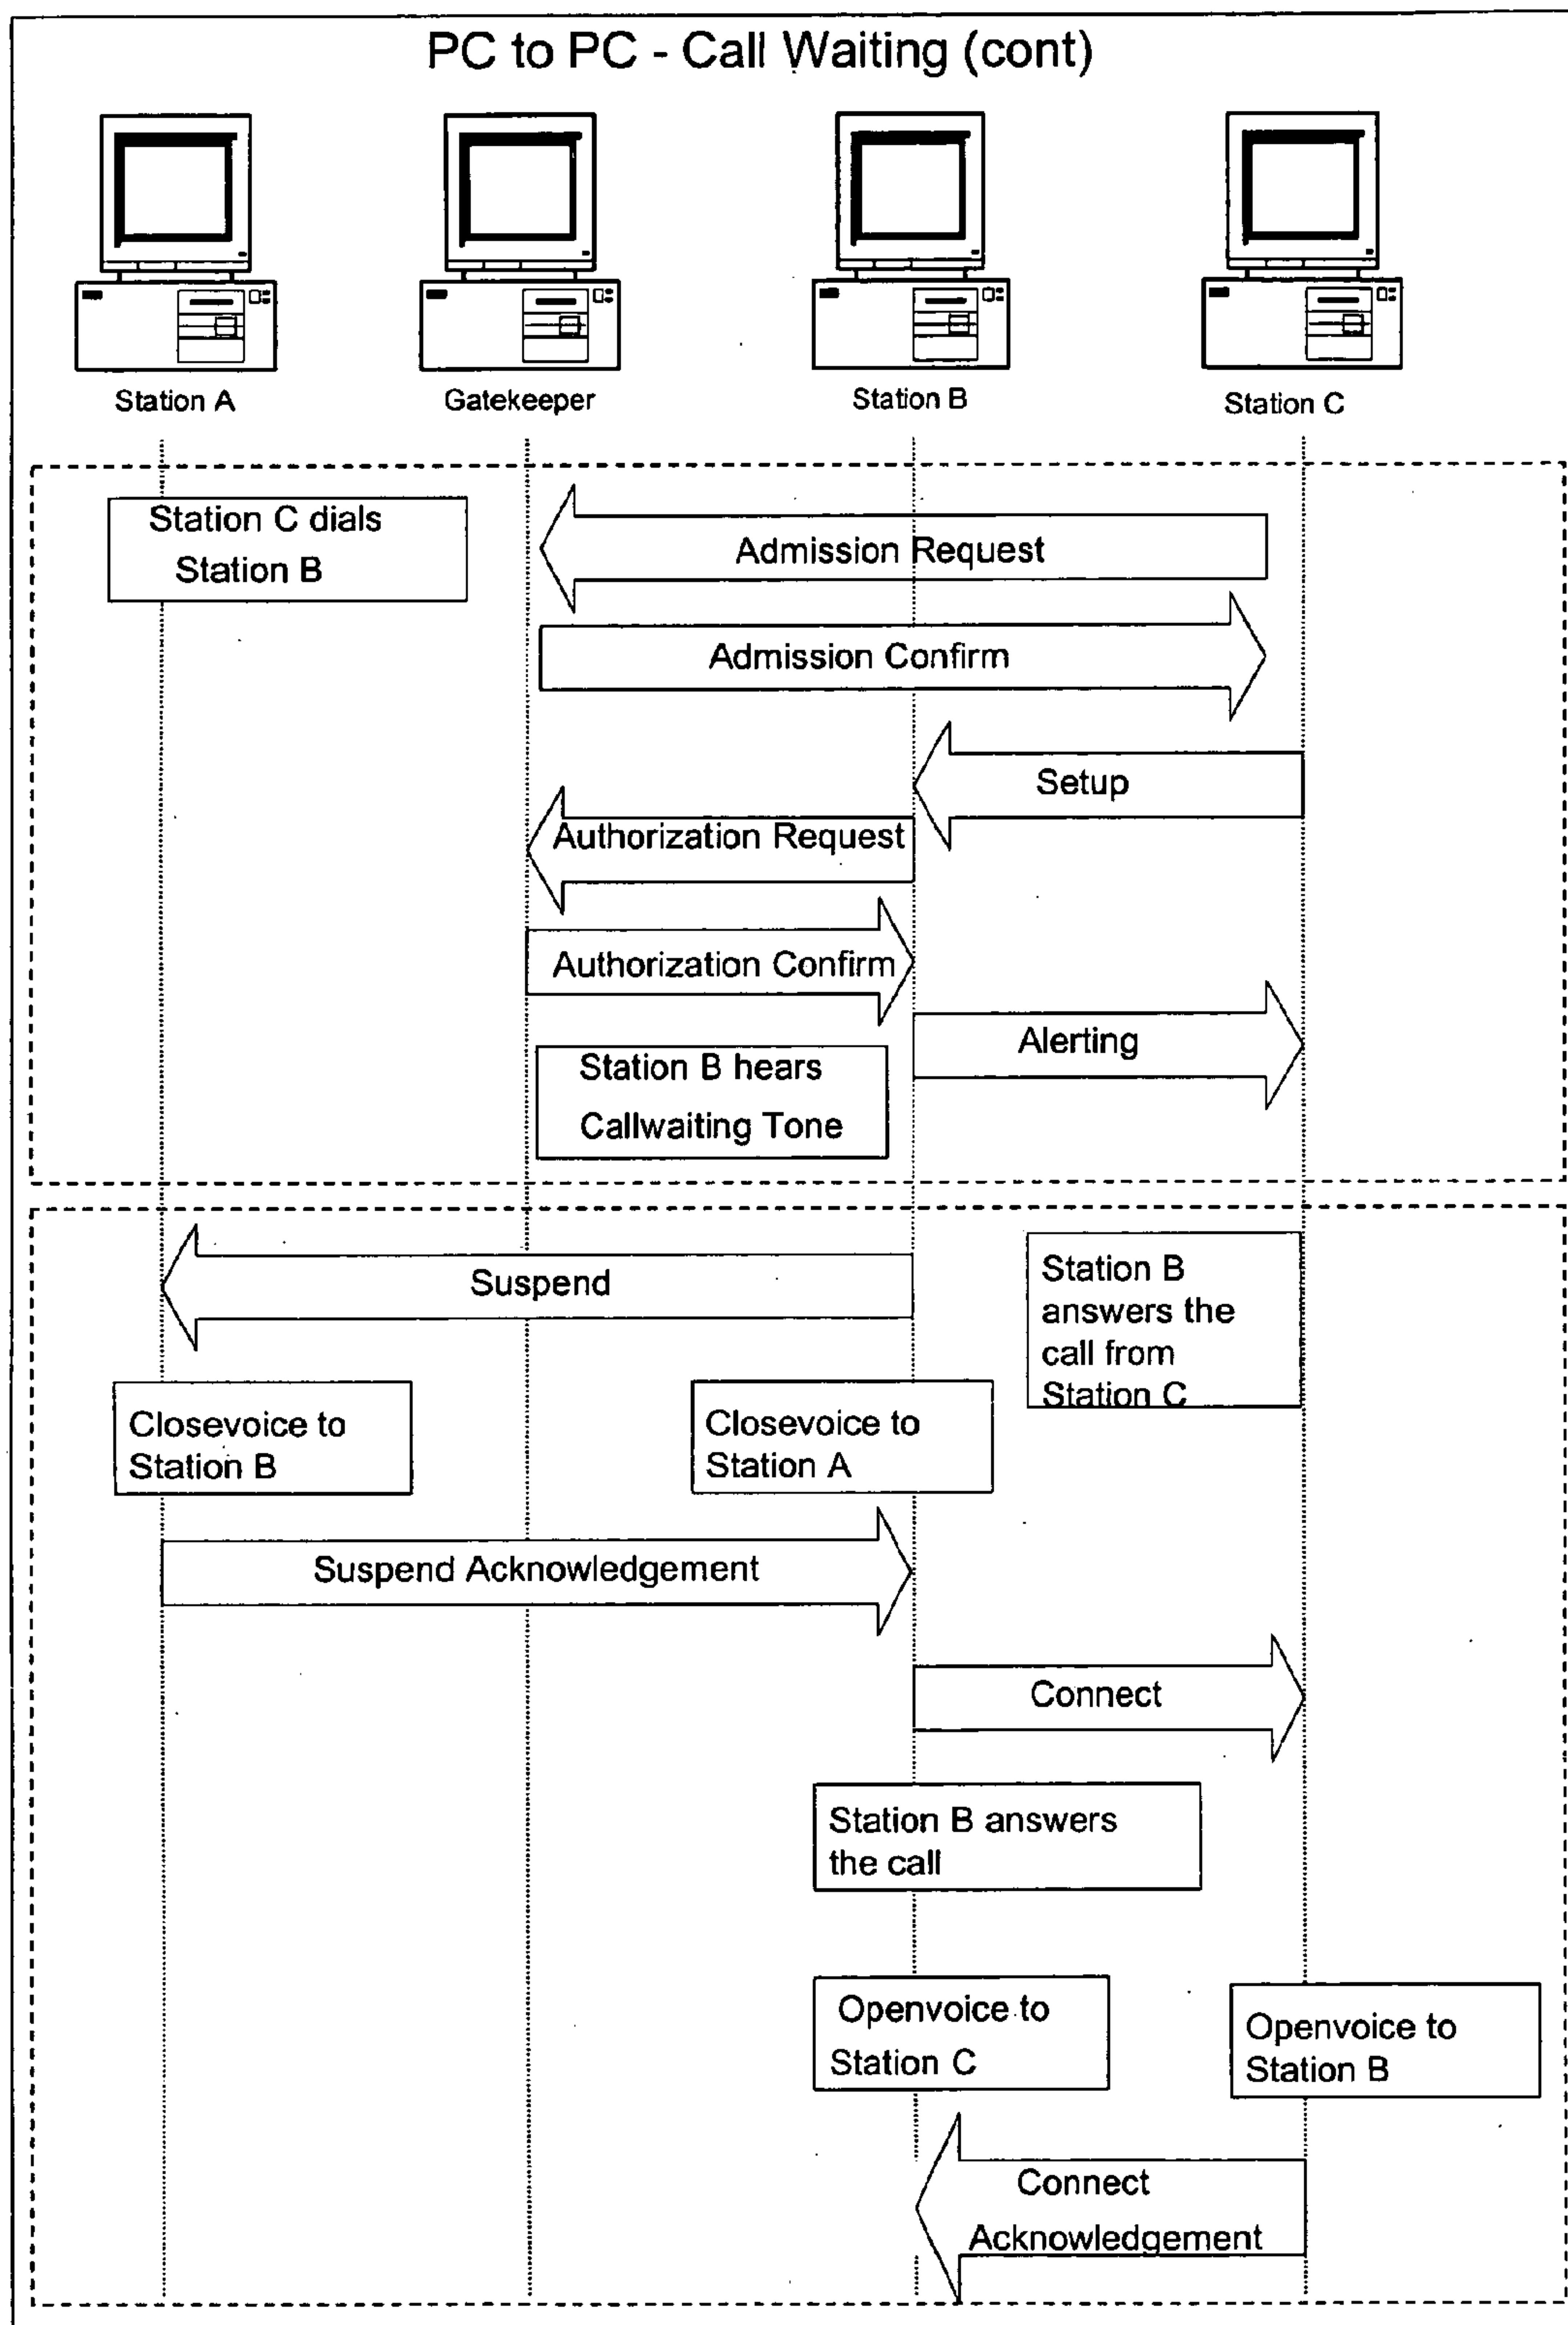 PC to PC - Call Waiting (cont)
Station A
Gatekeeper
Station B
Station C
Station C dials
Station B
Admission Request
Admission Confirm
Setup
Authorization Request
Authorization Confirm
Alerting
Station B hears
Callwaiting Tone
Suspend
Station B
answers the
call from
Station C
Closevoice to
Station B
Closevoice to
Station A
Suspend Acknowledgement
Connect
Station B answers
the call
Openvoice to
Station C
Openvoice to
Station B
Connect
Acknowledgement